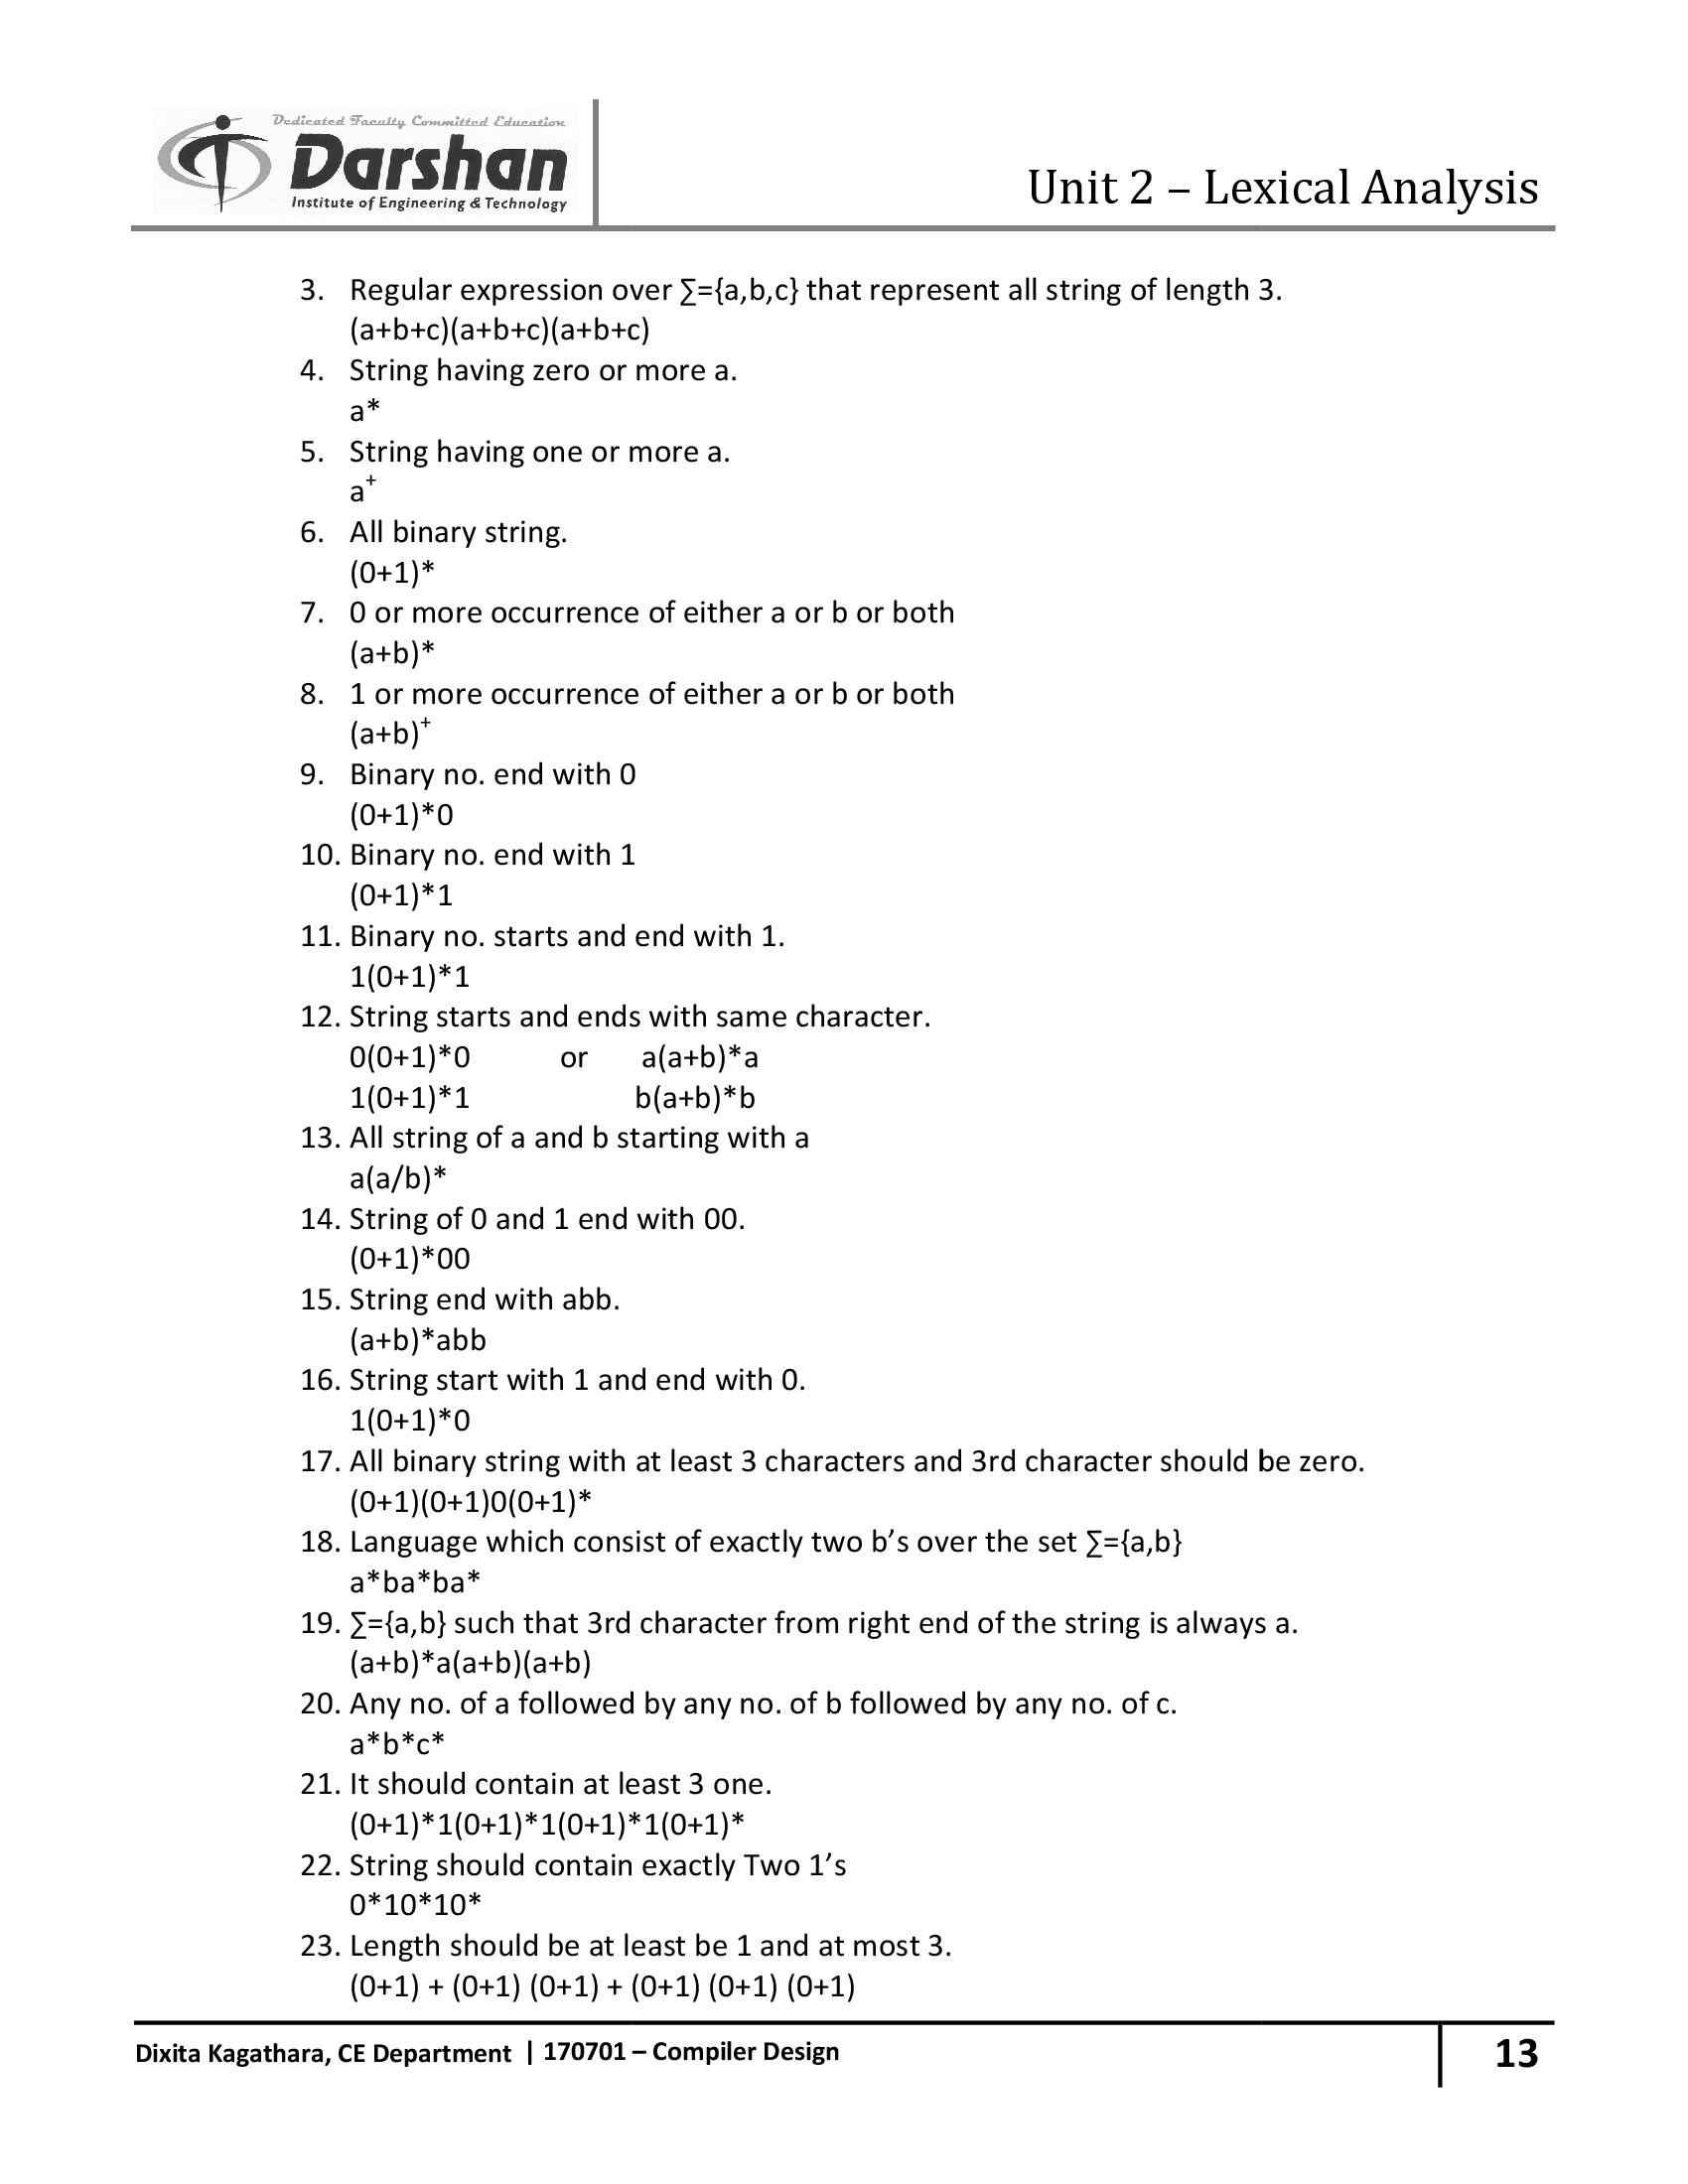 Dedicated Faculty Committed Education
Darshan
Institute of Engineering & Technology
Unit 2 – Lexical Analysis
3. Regular expression over ∑={a,b,c} that represent all string of length 3.
(a+b+c)(a+b+c)(a+b+c)
4. String having zero or more a.
a*
5. String having one or more a.
a⁺
6. All binary string.
(0+1)*
7. 0 or more occurrence of either a or b or both
(a+b)*
8. 1 or more occurrence of either a or b or both
(a+b)⁺
9. Binary no. end with 0
(0+1)*0
10. Binary no. end with 1
(0+1)*1
11. Binary no. starts and end with 1.
1(0+1)*1
12. String starts and ends with same character.
0(0+1)*0 or a(a+b)*a
1(0+1)*1 b(a+b)*b
13. All string of a and b starting with a
a(a/b)*
14. String of 0 and 1 end with 00.
(0+1)*00
15. String end with abb.
(a+b)*abb
16. String start with 1 and end with 0.
1(0+1)*0
17. All binary string with at least 3 characters and 3rd character should be zero.
(0+1)(0+1)0(0+1)*
18. Language which consist of exactly two b’s over the set ∑={a,b}
a*ba*ba*
19. ∑={a,b} such that 3rd character from right end of the string is always a.
(a+b)*a(a+b)(a+b)
20. Any no. of a followed by any no. of b followed by any no. of c.
a*b*c*
21. It should contain at least 3 one.
(0+1)*1(0+1)*1(0+1)*1(0+1)*
22. String should contain exactly Two 1’s
0*10*10*
23. Length should be at least be 1 and at most 3.
(0+1) + (0+1) (0+1) + (0+1) (0+1) (0+1)
Dixita Kagathara, CE Department | 170701 – Compiler Design
13